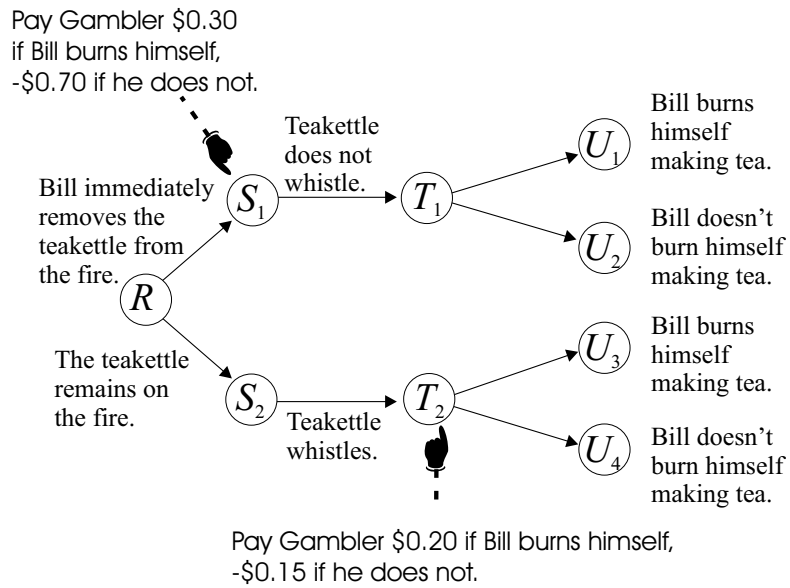 Pay Gambler $0.30
if Bill burns himself,
-$0.70 if he does not.
Teakettle
does not
whistle.
Bill burns
himself
making tea.
Bill immediately
removes the
teakettle from
the fire.
S1
T1
U1
Bill doesn't
burn himself
making tea.
U2
R
The teakettle
remains on
the fire.
S2
Teakettle
whistles.
T2
Bill burns
himself
making tea.
U3
Bill doesn't
burn himself
making tea.
U4
Pay Gambler $0.20 if Bill burns himself,
-$0.15 if he does not.